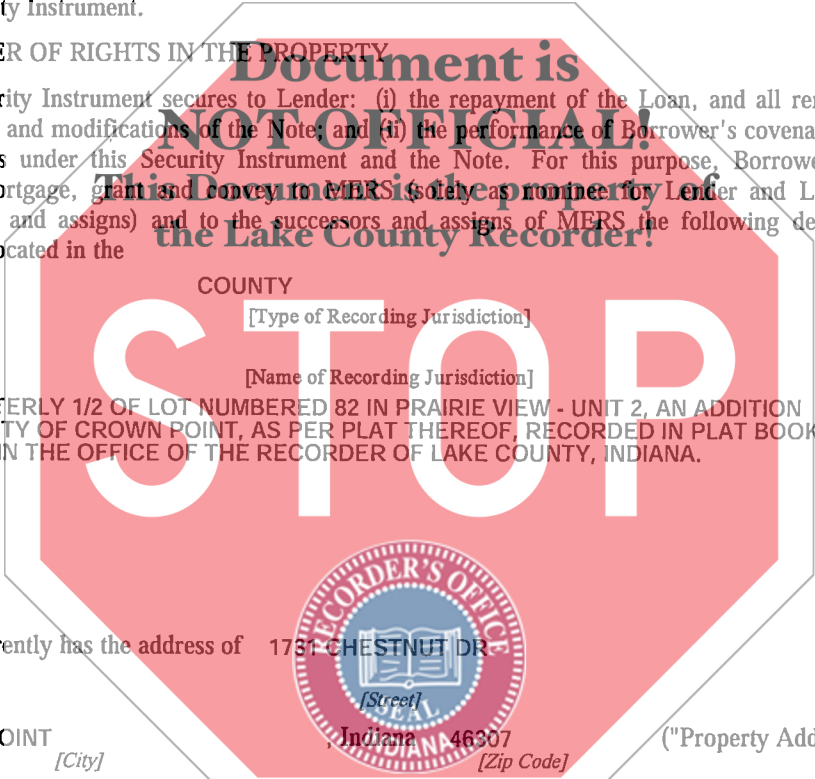 ty Instrument.
ER OF RIGHTS IN THE PROPERTY
Document is
rity Instrument secures to Lender: (i) the repayment of the Loan, and all re
NOT OFFICIAL!
and modifications of the Note; and (ii) the performance of Borrower's covena
s under this Security Instrument and the Note. For this purpose, Borrowe
This Document is the property of
rtgage, grant and convey to MERS (solely as nominee for Lender and L
and assigns) and to the successors and assigns of MERS the following de
the Lake County Recorder!
ocated in the
COUNTY
[Type of Recording Jurisdiction]
STOP
[Name of Recording Jurisdiction]
TERLY 1/2 OF LOT NUMBERED 82 IN PRAIRIE VIEW - UNIT 2, AN ADDITION
TY OF CROWN POINT, AS PER PLAT THEREOF, RECORDED IN PLAT BOOK
IN THE OFFICE OF THE RECORDER OF LAKE COUNTY, INDIANA.
RECORDER'S OFFICE
rently has the address of 1731 CHESTNUT DR
[Street]
SEAL
INDIANA
OINT , Indiana 46307 ("Property Add
[City] [Zip Code]